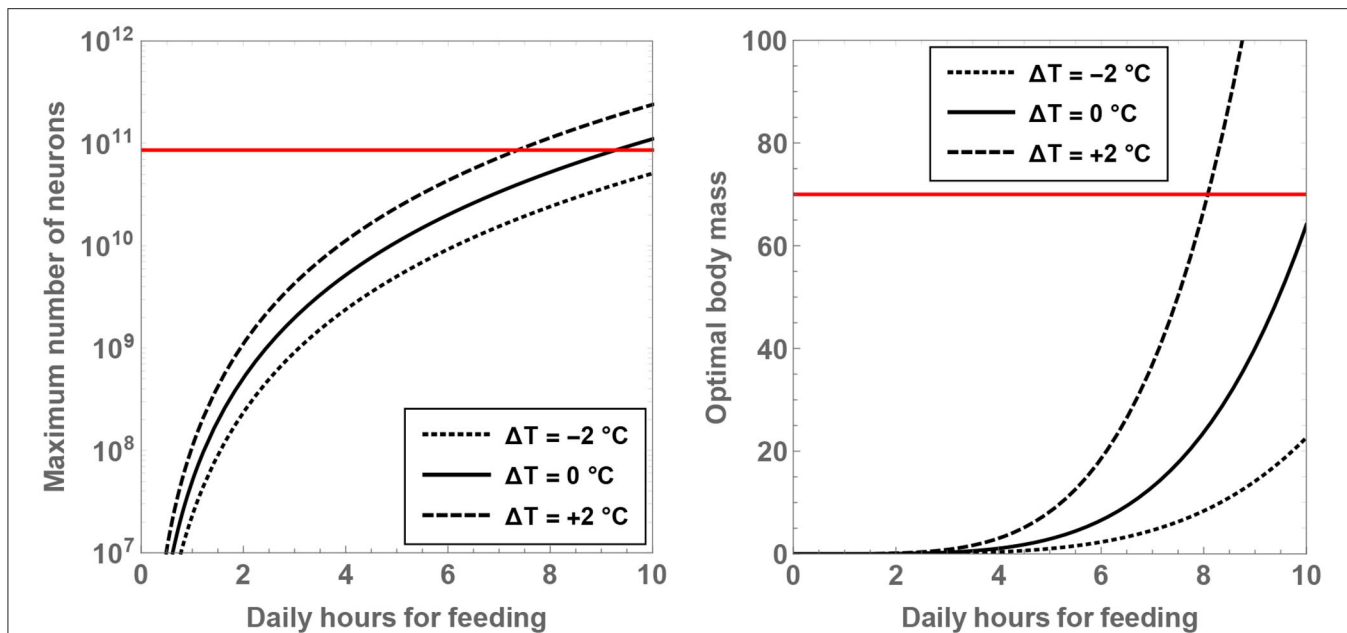 10¹²
10¹¹
10¹⁰
10⁹
10⁸
10⁷
Maximum number of neurons
ΔT = −2 °C
ΔT = 0 °C
ΔT = +2 °C
0 2 4 6 8 10
Daily hours for feeding
100
80
60
40
20
0
Optimal body mass
ΔT = −2 °C
ΔT = 0 °C
ΔT = +2 °C
0 2 4 6 8 10
Daily hours for feeding